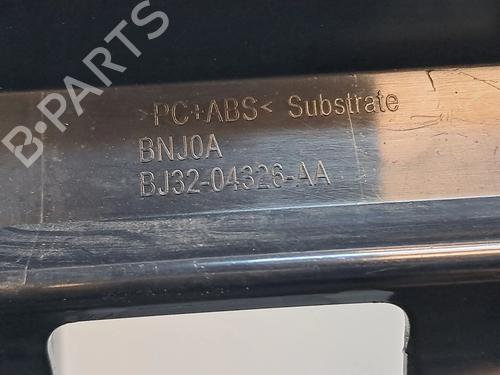 B-PARTS
>PC+ABS< Substrate
BNJ0A
BJ32-04326-AA